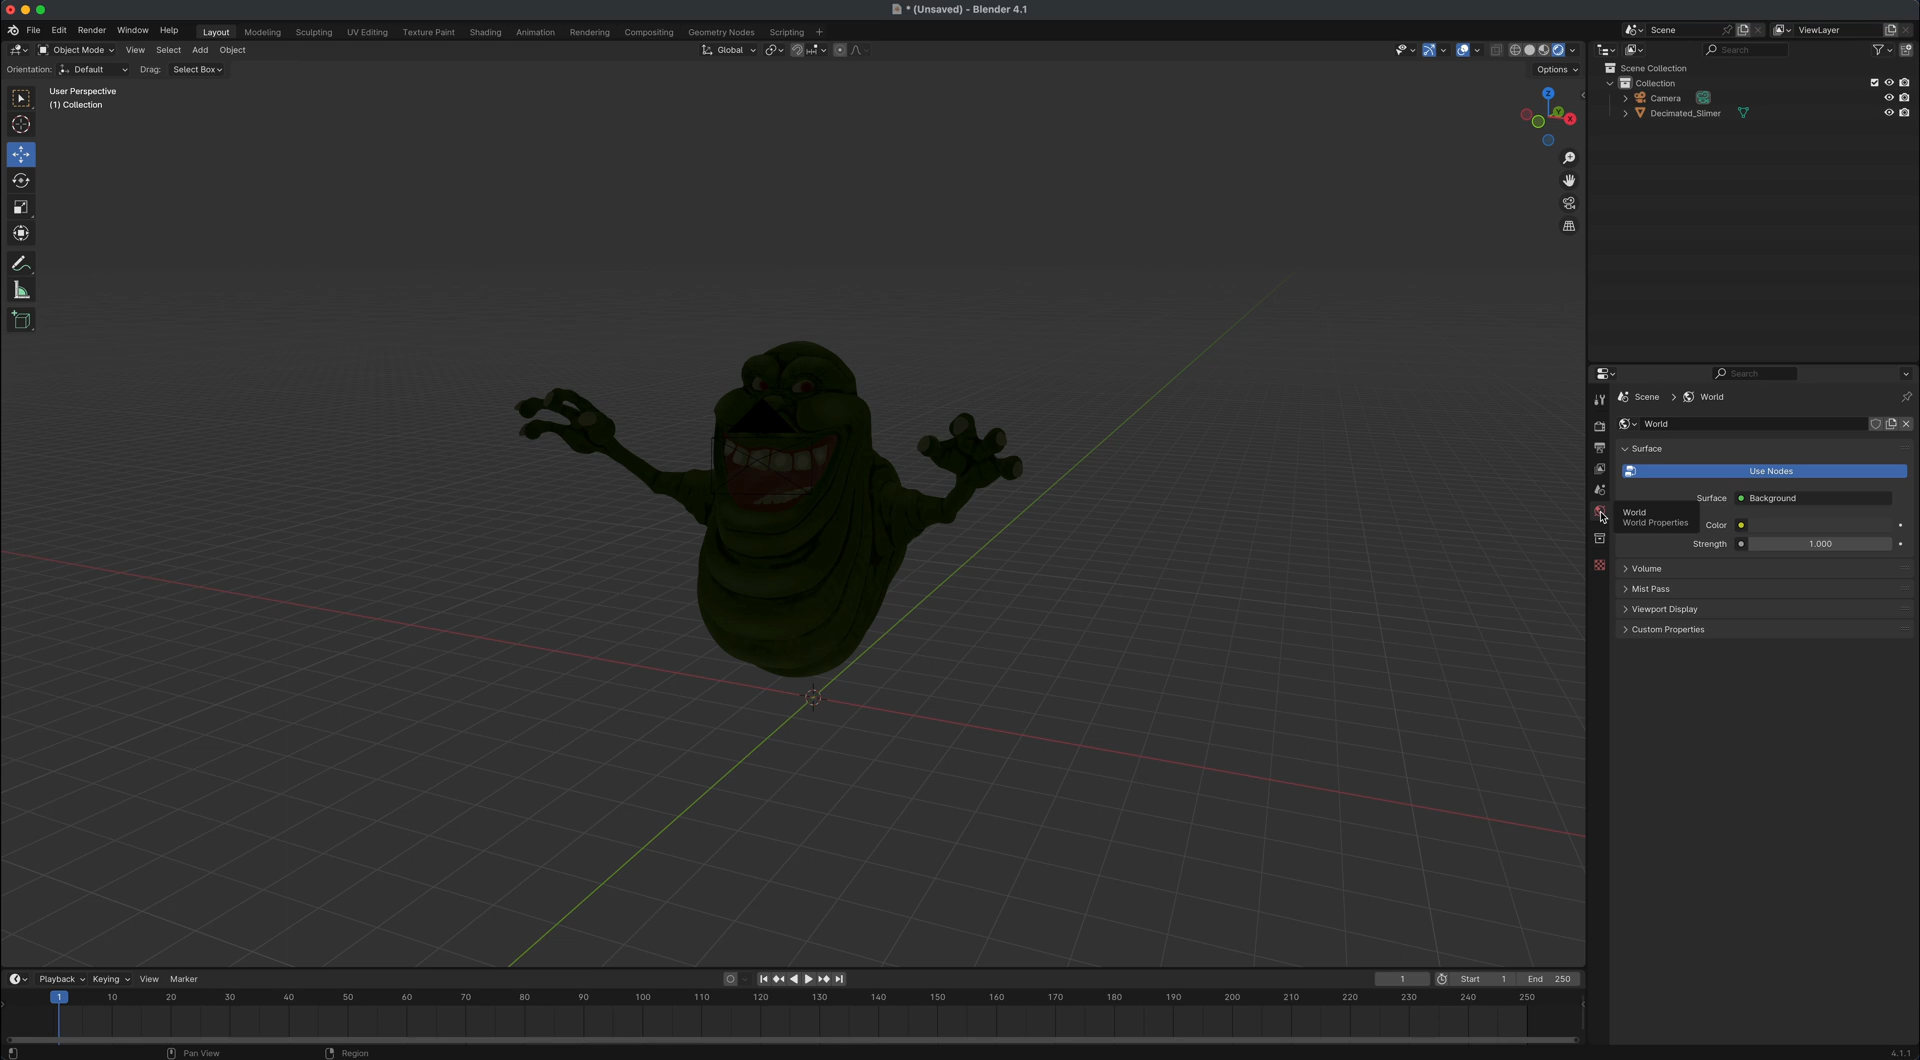 * (Unsaved) - Blender 4.1
File Edit Render Window Help Layout Modeling Sculpting UV Editing Texture Paint Shading Animation Rendering Compositing Geometry Nodes Scripting + Scene ViewLayer
Object Mode View Select Add Object Global Search
Orientation: Default Drag: Select Box Options
Scene Collection
Collection
Camera
Decimated_Slimer
User Perspective
(1) Collection
Z
Y
X
Search
Scene > World
World
Surface
Use Nodes
Surface Background
World
World Properties
Color
Strength 1.000
Volume
Mist Pass
Viewport Display
Custom Properties
Playback Keying View Marker 1 Start 1 End 250
1 10 20 30 40 50 60 70 80 90 100 110 120 130 140 150 160 170 180 190 200 210 220 230 240 250
Pan View Region 4.1.1